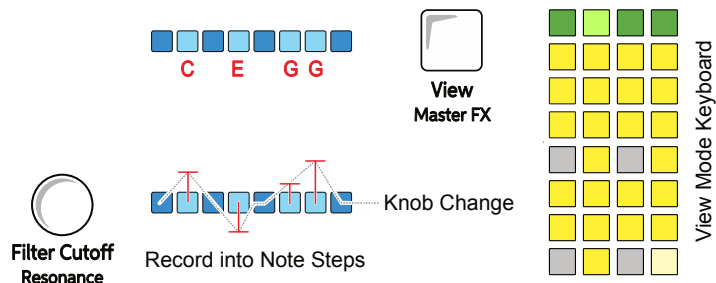 C E G G
View
Master FX
View Mode Keyboard
Knob Change
Filter Cutoff
Resonance
Record into Note Steps